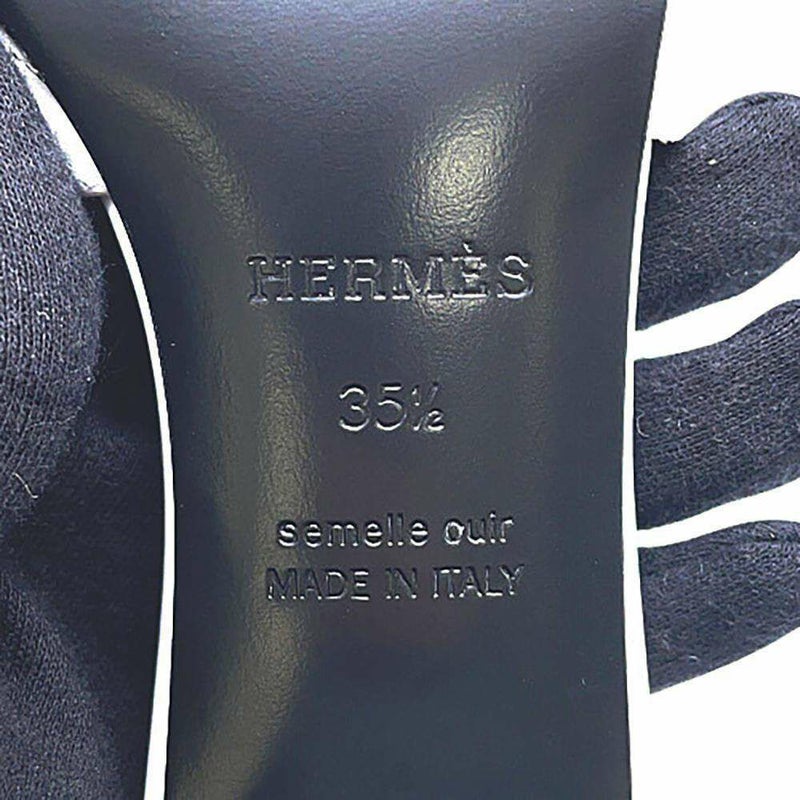 HERMÈS
35½
semelle cuir
MADE IN ITALY